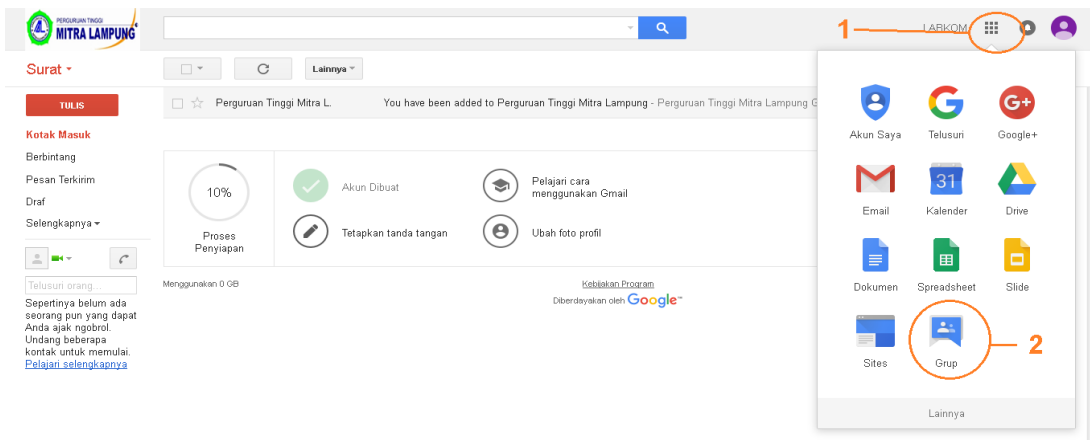 PERGURUAN TINGGI
MITRA LAMPUNG
1
LABKOM
Surat
Lainnya
TULIS
Perguruan Tinggi Mitra L.
You have been added to Perguruan Tinggi Mitra Lampung - Perguruan Tinggi Mitra Lampung G
Kotak Masuk
Berbintang
Pesan Terkirim
Draf
Selengkapnya
10%
Proses
Penyiapan
Akun Dibuat
Pelajari cara
menggunakan Gmail
Tetapkan tanda tangan
Ubah foto profil
Telusuri orang...
Sepertinya belum ada
seorang pun yang dapat
Anda ajak ngobrol.
Undang beberapa
kontak untuk memulai.
Pelajari selengkapnya
Menggunakan 0 GB
Kebijakan Program
Diberdayakan oleh Google™
G+
Akun Saya
Telusuri
Google+
31
Email
Kalender
Drive
Dokumen
Spreadsheet
Slide
Sites
Grup
2
Lainnya